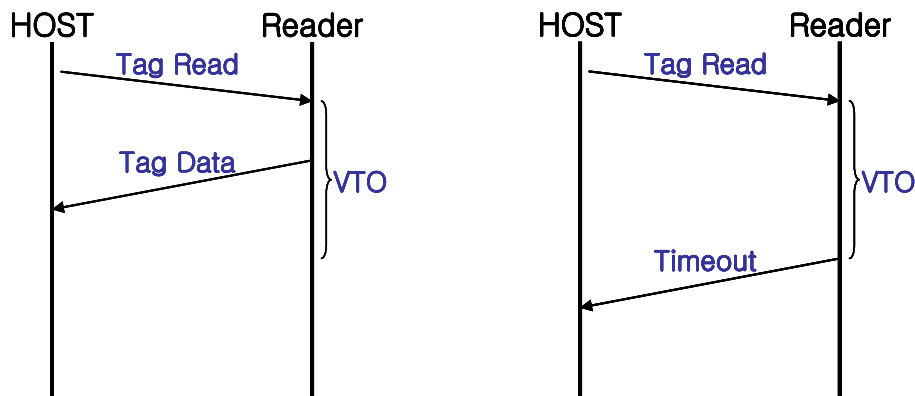 HOST Reader
Tag Read
Tag Data
VTO
HOST Reader
Tag Read
VTO
Timeout